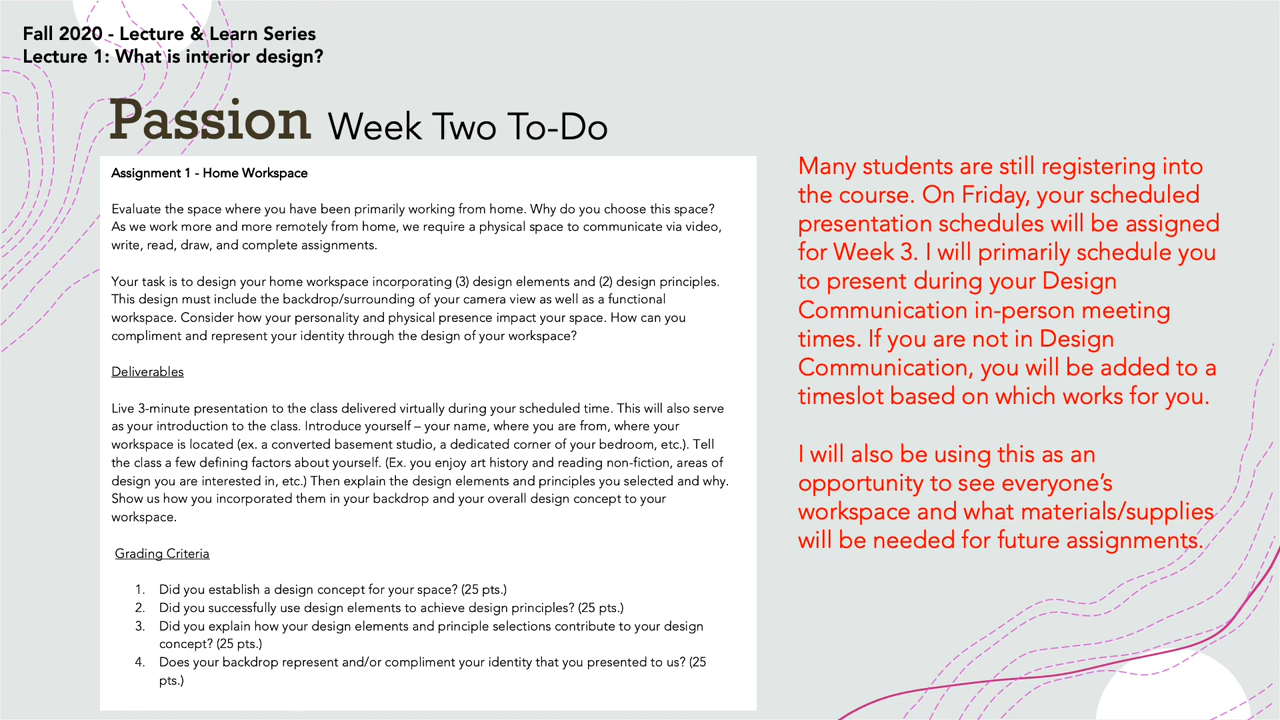 Fall 2020 - Lecture & Learn Series
Lecture 1: What is interior design?
Passion Week Two To-Do
Assignment 1 - Home Workspace
Evaluate the space where you have been primarily working from home. Why do you choose this space?
As we work more and more remotely from home, we require a physical space to communicate via video,
write, read, draw, and complete assignments.
Your task is to design your home workspace incorporating (3) design elements and (2) design principles.
This design must include the backdrop/surrounding of your camera view as well as a functional
workspace. Consider how your personality and physical presence impact your space. How can you
compliment and represent your identity through the design of your workspace?
Deliverables
Live 3-minute presentation to the class delivered virtually during your scheduled time. This will also serve
as your introduction to the class. Introduce yourself – your name, where you are from, where your
workspace is located (ex. a converted basement studio, a dedicated corner of your bedroom, etc.). Tell
the class a few defining factors about yourself. (Ex. you enjoy art history and reading non-fiction, areas of
design you are interested in, etc.) Then explain the design elements and principles you selected and why.
Show us how you incorporated them in your backdrop and your overall design concept to your
workspace.
Grading Criteria
1. Did you establish a design concept for your space? (25 pts.)
2. Did you successfully use design elements to achieve design principles? (25 pts.)
3. Did you explain how your design elements and principle selections contribute to your design
concept? (25 pts.)
4. Does your backdrop represent and/or compliment your identity that you presented to us? (25
pts.)
Many students are still registering into
the course. On Friday, your scheduled
presentation schedules will be assigned
for Week 3. I will primarily schedule you
to present during your Design
Communication in-person meeting
times. If you are not in Design
Communication, you will be added to a
timeslot based on which works for you.
I will also be using this as an
opportunity to see everyone's
workspace and what materials/supplies
will be needed for future assignments.